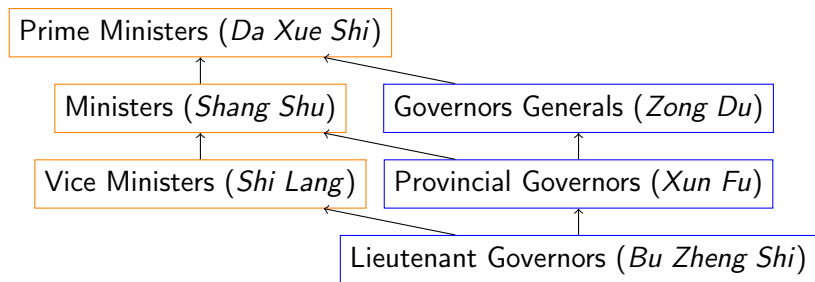 Prime Ministers (Da Xue Shi)
Ministers (Shang Shu)
Governors Generals (Zong Du)
Vice Ministers (Shi Lang)
Provincial Governors (Xun Fu)
Lieutenant Governors (Bu Zheng Shi)